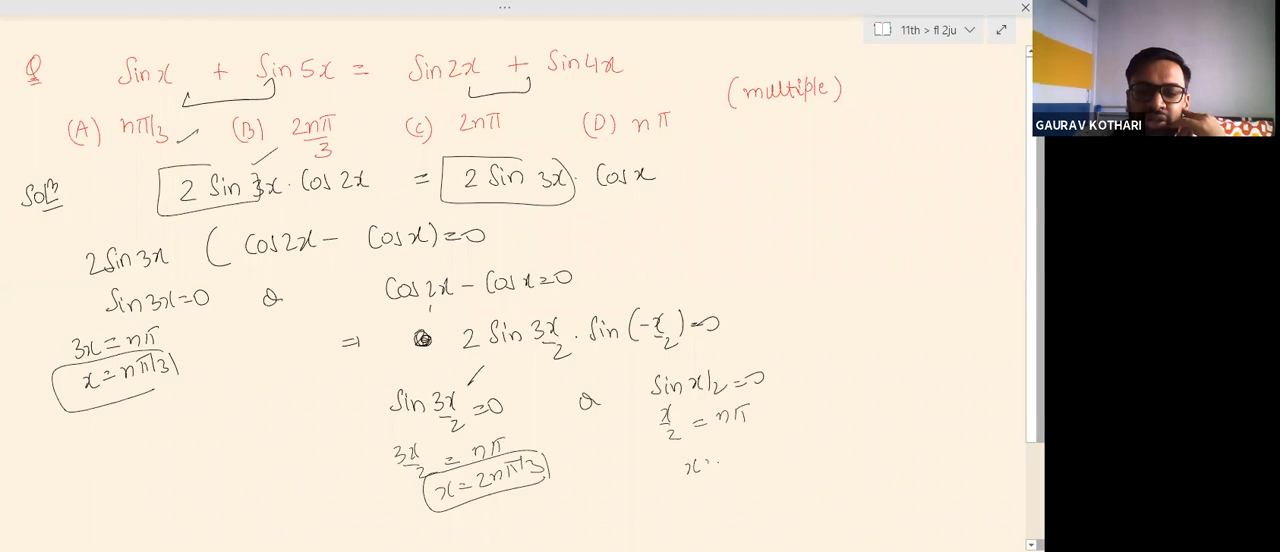 11th > fl 2ju
GAURAV KOTHARI
Q Sin x + Sin 5x = Sin 2x + Sin 4x
(multiple)
(A) nπ/3 (B) 2nπ/3 (C) 2nπ (D) nπ
Solⁿ 2 Sin 3x . Cos 2x = 2 Sin 3x . Cos x
2 Sin 3x ( Cos 2x - Cos x) = 0
Sin 3x = 0 or Cos 2x - Cos x = 0
3x = nπ ⇒ 2 Sin 3x/2 . Sin (-x/2) = 0
x = nπ/3
Sin 3x/2 = 0 or Sin x/2 = 0
3x/2 = nπ x/2 = nπ
x = 2nπ/3 x =